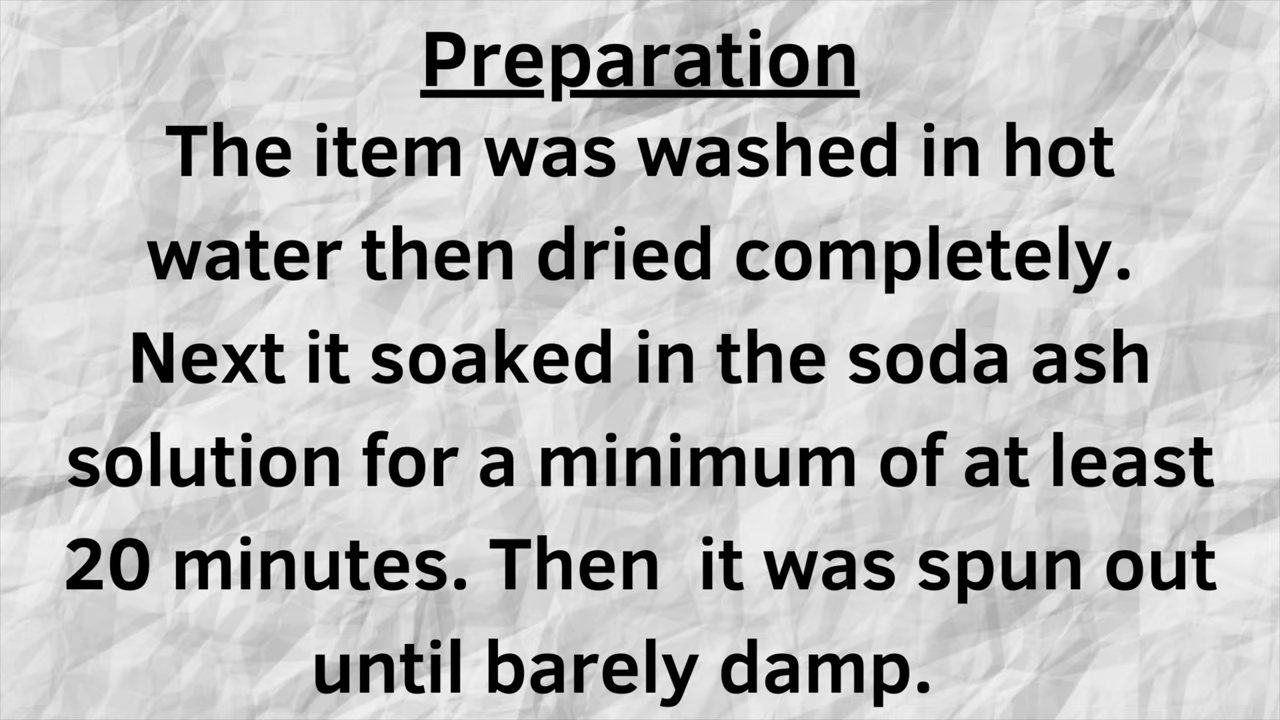 Preparation
The item was washed in hot
water then dried completely.
Next it soaked in the soda ash
solution for a minimum of at least
20 minutes. Then  it was spun out
until barely damp.